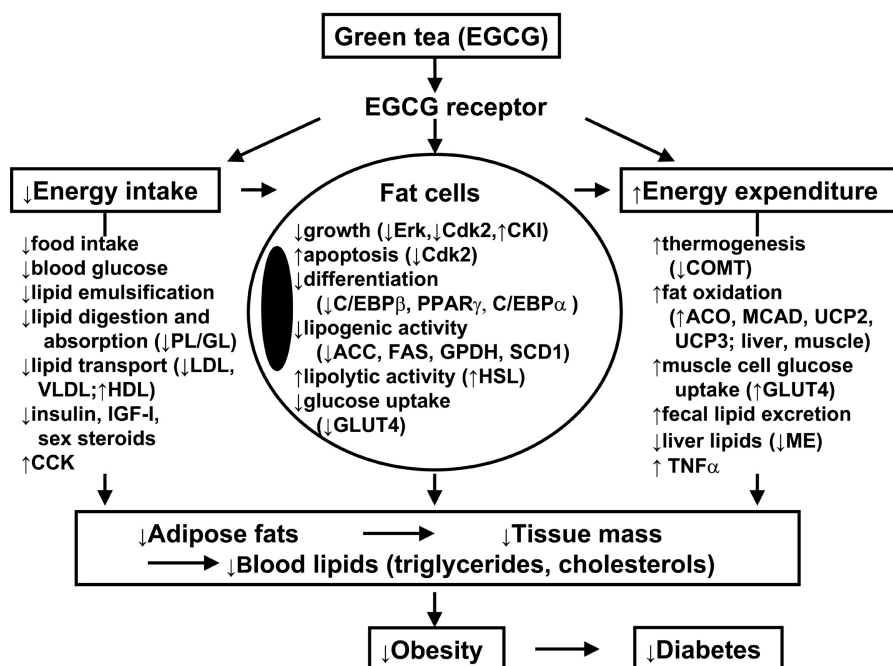 Green tea (EGCG)
EGCG receptor
↓Energy intake
↓food intake
↓blood glucose
↓lipid emulsification
↓lipid digestion and
absorption (↓PL/GL)
↓lipid transport (↓LDL,
VLDL;↑HDL)
↓insulin, IGF-I,
sex steroids
↑CCK
Fat cells
↓growth (↓Erk,↓Cdk2,↑CKI)
↑apoptosis (↓Cdk2)
↓differentiation
(↓C/EBPβ, PPARγ, C/EBPα )
↓lipogenic activity
(↓ACC, FAS, GPDH, SCD1)
↑lipolytic activity (↑HSL)
↓glucose uptake
(↓GLUT4)
↑Energy expenditure
↑thermogenesis
(↓COMT)
↑fat oxidation
(↑ACO, MCAD, UCP2,
UCP3; liver, muscle)
↑muscle cell glucose
uptake (↑GLUT4)
↑fecal lipid excretion
↓liver lipids (↓ME)
↑ TNFα
↓Adipose fats → ↓Tissue mass
→ ↓Blood lipids (triglycerides, cholesterols)
↓Obesity → ↓Diabetes